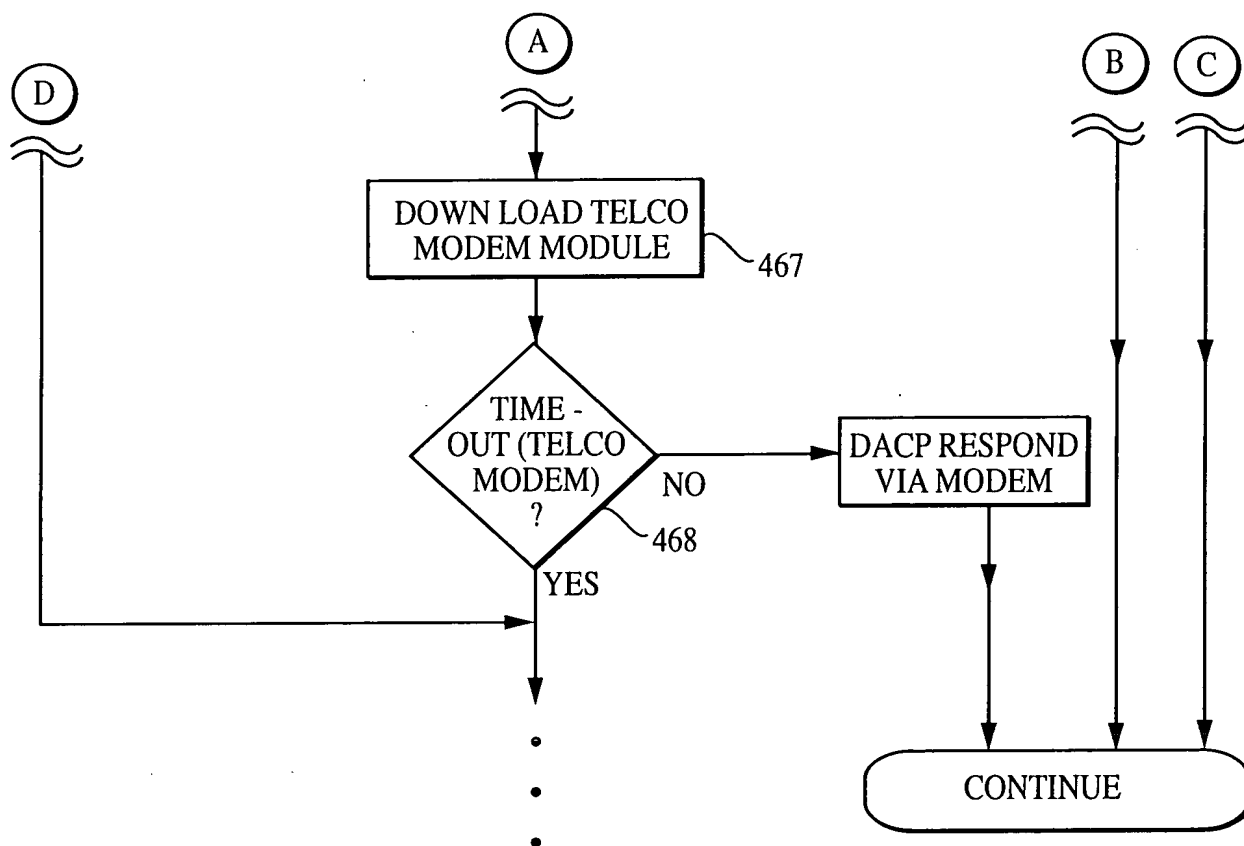 A
B
C
D
DOWN LOAD TELCO
MODEM MODULE
467
TIME -
OUT (TELCO
MODEM)
?
NO
468
YES
DACP RESPOND
VIA MODEM
CONTINUE